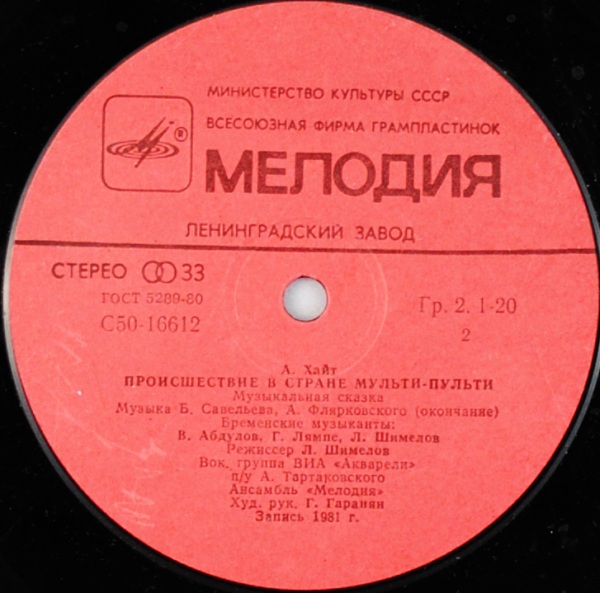 МИНИСТЕРСТВО КУЛЬТУРЫ СССР
ВСЕСОЮЗНАЯ ФИРМА ГРАМПЛАСТИНОК
®
МЕЛОДИЯ
ЛЕНИНГРАДСКИЙ ЗАВОД
СТЕРЕО 33
ГОСТ 5289-80
С50-16612
Гр. 2. 1-20
2
А. Хайт
ПРОИСШЕСТВИЕ В СТРАНЕ МУЛЬТИ-ПУЛЬТИ
Музыкальная сказка
Музыка Б. Савельева, А. Флярковского (окончание)
Бременские музыканты:
В. Абдулов, Г. Лямпе, Л. Шимелов
Режиссер Л. Шимелов
Вок. группа ВИА «Акварели»
п/у А. Тартаковского
Ансамбль «Мелодия»
Худ. рук. Г. Гаранян
Запись 1981 г.